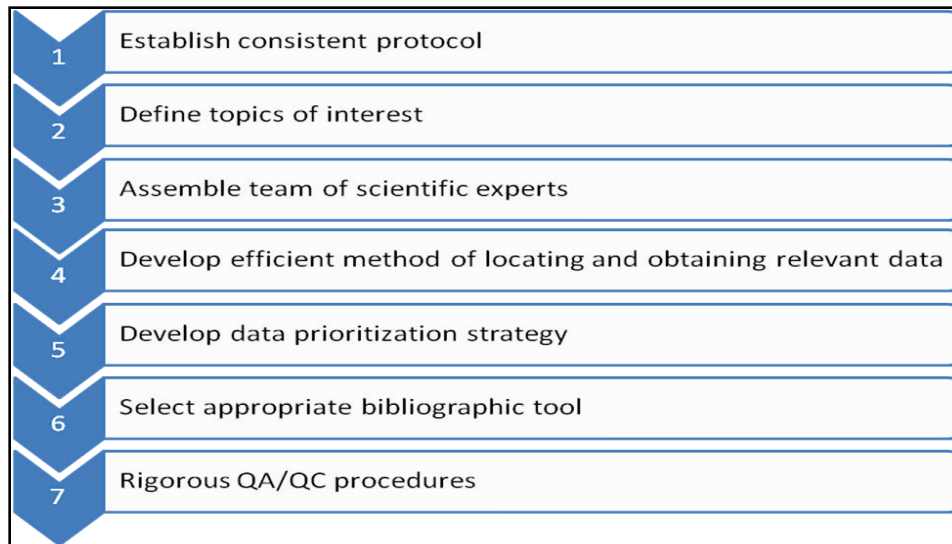 1 Establish consistent protocol
2 Define topics of interest
3 Assemble team of scientific experts
4 Develop efficient method of locating and obtaining relevant data
5 Develop data prioritization strategy
6 Select appropriate bibliographic tool
7 Rigorous QA/QC procedures